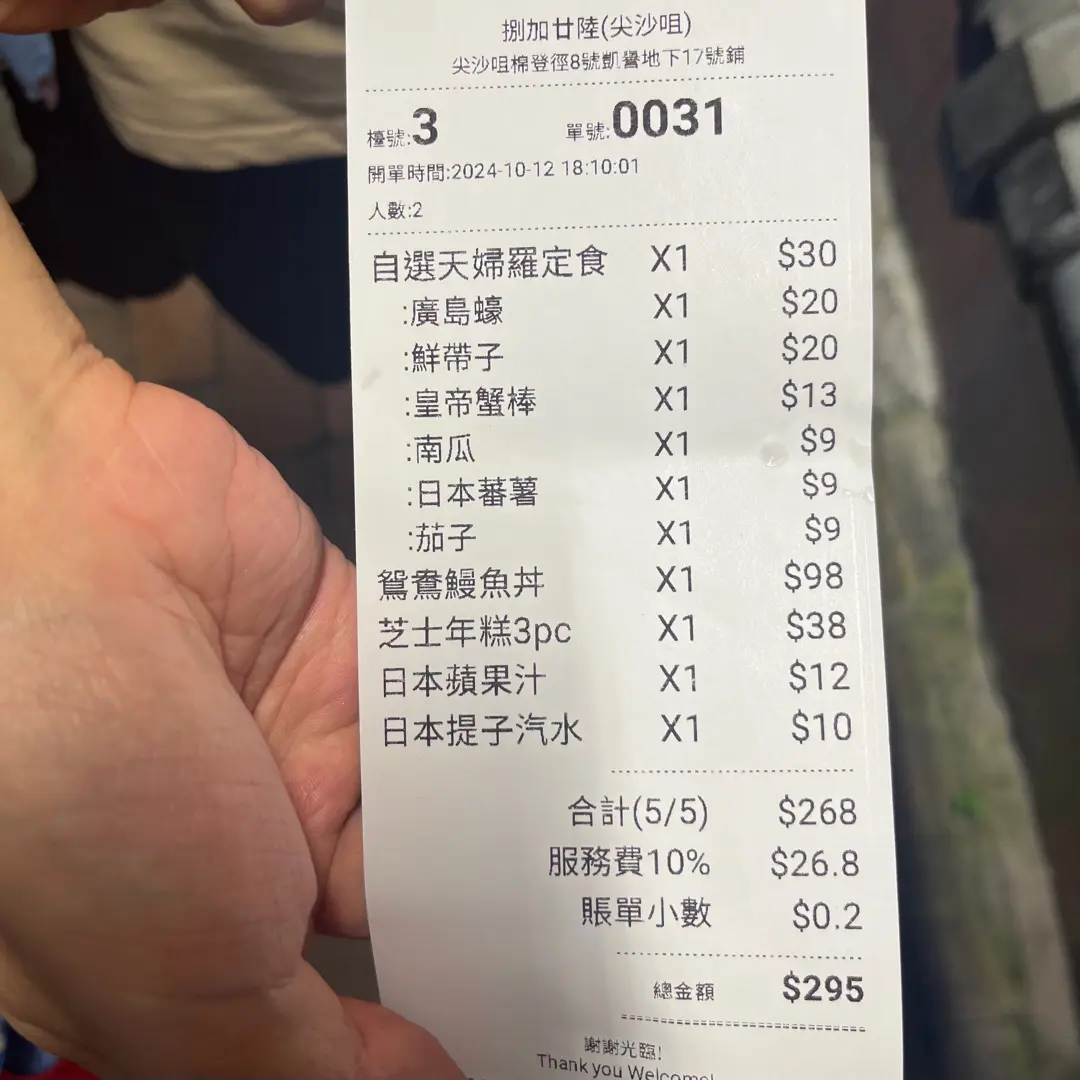 捌加廿陸(尖沙咀)
尖沙咀棉登徑8號凱譽地下17號鋪
檯號:3 單號:0031
開單時間:2024-10-12 18:10:01
人數:2
自選天婦羅定食 X1 $30
:廣島蠔 X1 $20
:鮮帶子 X1 $20
:皇帝蟹棒 X1 $13
:南瓜 X1 $9
:日本蕃薯 X1 $9
:茄子 X1 $9
鴛鴦鰻魚丼 X1 $98
芝士年糕3pc X1 $38
日本蘋果汁 X1 $12
日本提子汽水 X1 $10
合計(5/5) $268
服務費10% $26.8
賬單小數 $0.2
總金額 $295
謝謝光臨!
Thank you Welcome!